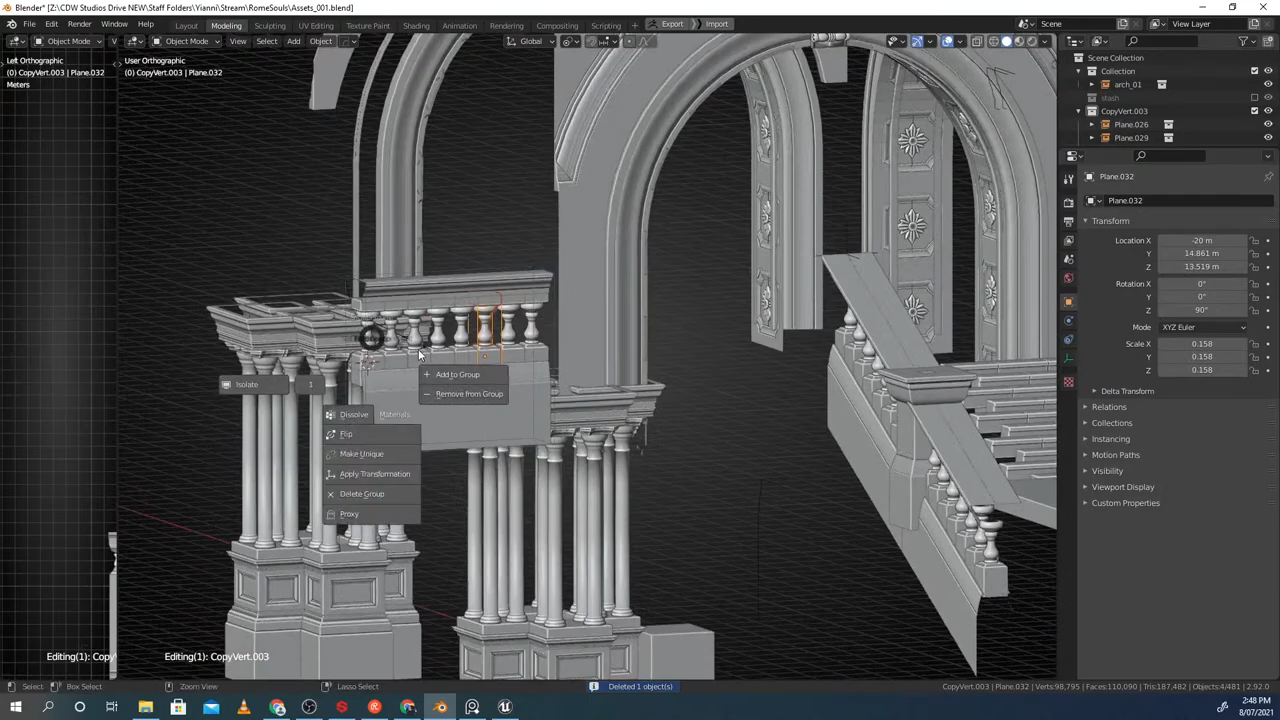 Blender* [Z:\CDW Studios Drive NEW\Staff Folders\Yianni\Stream\RomeSouls\Assets_001.blend]
File Edit Render Window Help Layout Modeling Sculpting UV Editing Texture Paint Shading Animation Rendering Compositing Scripting Export Import Scene View Layer
Object Mode Object Mode View Select Add Object Global
Left Orthographic User Orthographic
(0) CopyVert.003 | Plane.032 (0) CopyVert.003 | Plane.032
Meters Meters
Scene Collection
Collection
arch_01
stash
CopyVert.003
Plane.026
Plane.029
Plane.032
Plane.032
Transform
Location X -20 m
Y 14.861 m
Z 13.519 m
Rotation X 0°
Y 0°
Z 90°
Mode XYZ Euler
Scale X 0.158
Y 0.158
Z 0.158
Delta Transform
Relations
Collections
Instancing
Motion Paths
Visibility
Viewport Display
Custom Properties
Add to Group
Isolate 1
Remove from Group
Dissolve Materials
Flip
Make Unique
Apply Transformation
Delete Group
Proxy
Editing(1): CopyV Editing(1): CopyVert.003
Select Box Select Zoom View Lasso Select Deleted 1 object(s) CopyVert.003 | Plane.032 | Verts:98,795 | Faces:110,090 | Tris:187,482 | Objects:4/481 | 2.92.0
2:48 PM
8/07/2021